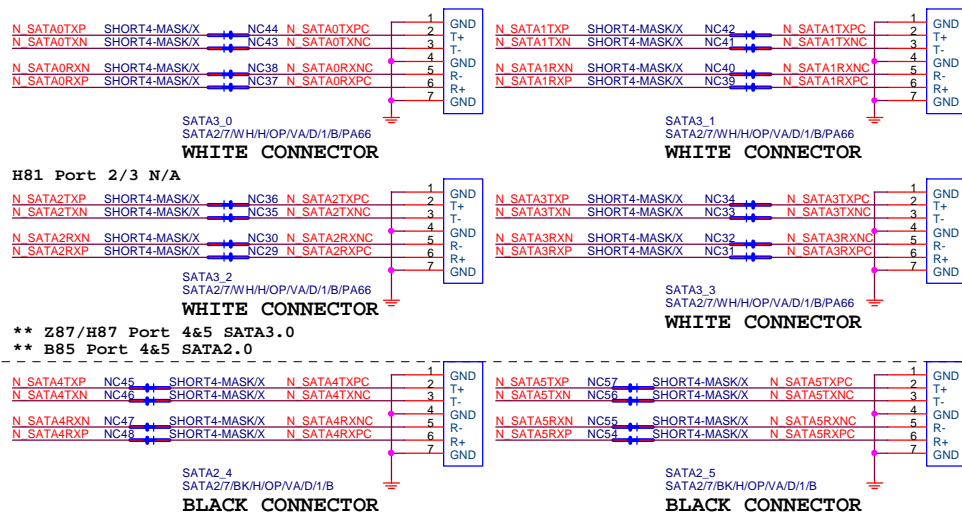 1 GND
N_SATA0TXP SHORT4-MASK/X NC44 N_SATA0TXPC 2 T+
N_SATA0TXN SHORT4-MASK/X NC43 N_SATA0TXNC 3 T-
4 GND
N_SATA0RXN SHORT4-MASK/X NC38 N_SATA0RXNC 5 R-
N_SATA0RXP SHORT4-MASK/X NC37 N_SATA0RXPC 6 R+
7 GND
SATA3_0
SATA2/7/WH/H/OP/VA/D/1/B/PA66
WHITE CONNECTOR
1 GND
N_SATA1TXP SHORT4-MASK/X NC42 N_SATA1TXPC 2 T+
N_SATA1TXN SHORT4-MASK/X NC41 N_SATA1TXNC 3 T-
4 GND
N_SATA1RXN SHORT4-MASK/X NC40 N_SATA1RXNC 5 R-
N_SATA1RXP SHORT4-MASK/X NC39 N_SATA1RXPC 6 R+
7 GND
SATA3_1
SATA2/7/WH/H/OP/VA/D/1/B/PA66
WHITE CONNECTOR
H81 Port 2/3 N/A
1 GND
N_SATA2TXP SHORT4-MASK/X NC36 N_SATA2TXPC 2 T+
N_SATA2TXN SHORT4-MASK/X NC35 N_SATA2TXNC 3 T-
4 GND
N_SATA2RXN SHORT4-MASK/X NC30 N_SATA2RXNC 5 R-
N_SATA2RXP SHORT4-MASK/X NC29 N_SATA2RXPC 6 R+
7 GND
SATA3_2
SATA2/7/WH/H/OP/VA/D/1/B/PA66
WHITE CONNECTOR
1 GND
N_SATA3TXP SHORT4-MASK/X NC34 N_SATA3TXPC 2 T+
N_SATA3TXN SHORT4-MASK/X NC33 N_SATA3TXNC 3 T-
4 GND
N_SATA3RXN SHORT4-MASK/X NC32 N_SATA3RXNC 5 R-
N_SATA3RXP SHORT4-MASK/X NC31 N_SATA3RXPC 6 R+
7 GND
SATA3_3
SATA2/7/WH/H/OP/VA/D/1/B/PA66
WHITE CONNECTOR
** Z87/H87 Port 4&5 SATA3.0
** B85 Port 4&5 SATA2.0
1 GND
N_SATA4TXP NC45 SHORT4-MASK/X N_SATA4TXPC 2 T+
N_SATA4TXN NC46 SHORT4-MASK/X N_SATA4TXNC 3 T-
4 GND
N_SATA4RXN NC47 SHORT4-MASK/X N_SATA4RXNC 5 R-
N_SATA4RXP NC48 SHORT4-MASK/X N_SATA4RXPC 6 R+
7 GND
SATA2_4
SATA2/7/BK/H/OP/VA/D/1/B
BLACK CONNECTOR
1 GND
N_SATA5TXP NC57 SHORT4-MASK/X N_SATA5TXPC 2 T+
N_SATA5TXN NC56 SHORT4-MASK/X N_SATA5TXNC 3 T-
4 GND
N_SATA5RXN NC55 SHORT4-MASK/X N_SATA5RXNC 5 R-
N_SATA5RXP NC54 SHORT4-MASK/X N_SATA5RXPC 6 R+
7 GND
SATA2_5
SATA2/7/BK/H/OP/VA/D/1/B
BLACK CONNECTOR